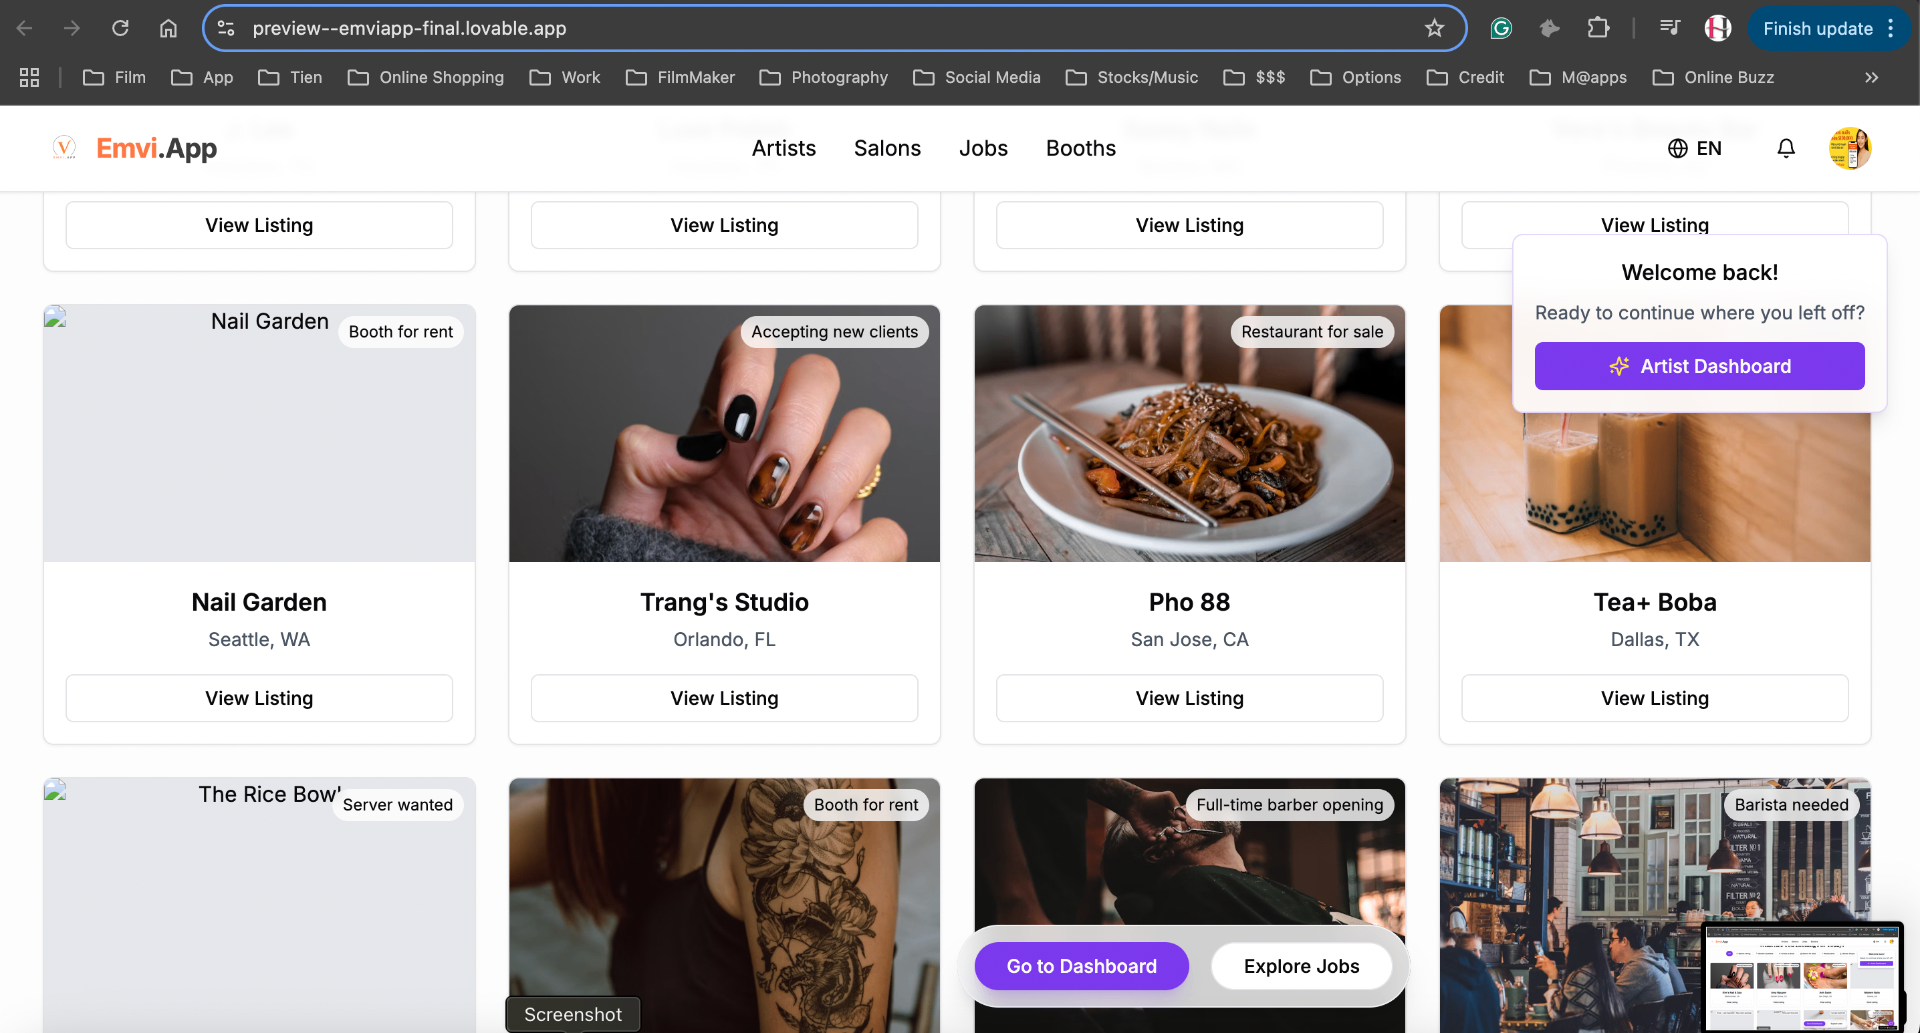 preview--emviapp-final.lovable.app
Finish update
Film
App
Tien
Online Shopping
Work
FilmMaker
Photography
Social Media
Stocks/Music
$$$
Options
Credit
M@apps
Online Buzz
Emvi.App
Artists
Salons
Jobs
Booths
EN
View Listing
View Listing
View Listing
View Listing
Welcome back!
Ready to continue where you left off?
Artist Dashboard
Nail Garden
Booth for rent
Accepting new clients
Restaurant for sale
Nail Garden
Seattle, WA
View Listing
Trang's Studio
Orlando, FL
View Listing
Pho 88
San Jose, CA
View Listing
Tea+ Boba
Dallas, TX
View Listing
The Rice Bowl
Server wanted
Booth for rent
Full-time barber opening
Barista needed
Go to Dashboard
Explore Jobs
Screenshot